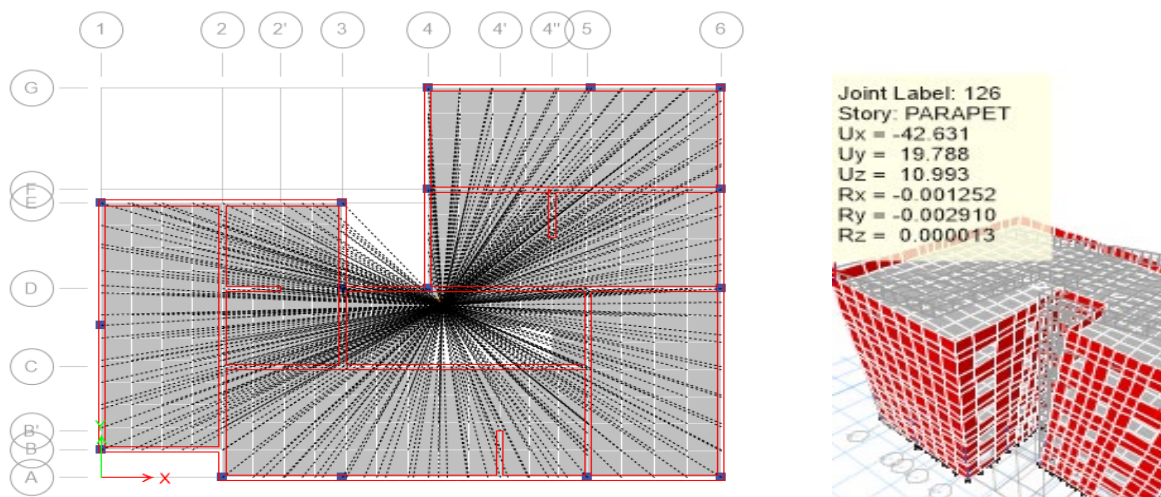 1 2 2' 3 4 4' 4'' 5 6
G
F
E
D
C
B'
B
A
X
Joint Label: 126
Story: PARAPET
Ux = -42.631
Uy = 19.788
Uz = 10.993
Rx = -0.001252
Ry = -0.002910
Rz = 0.000013